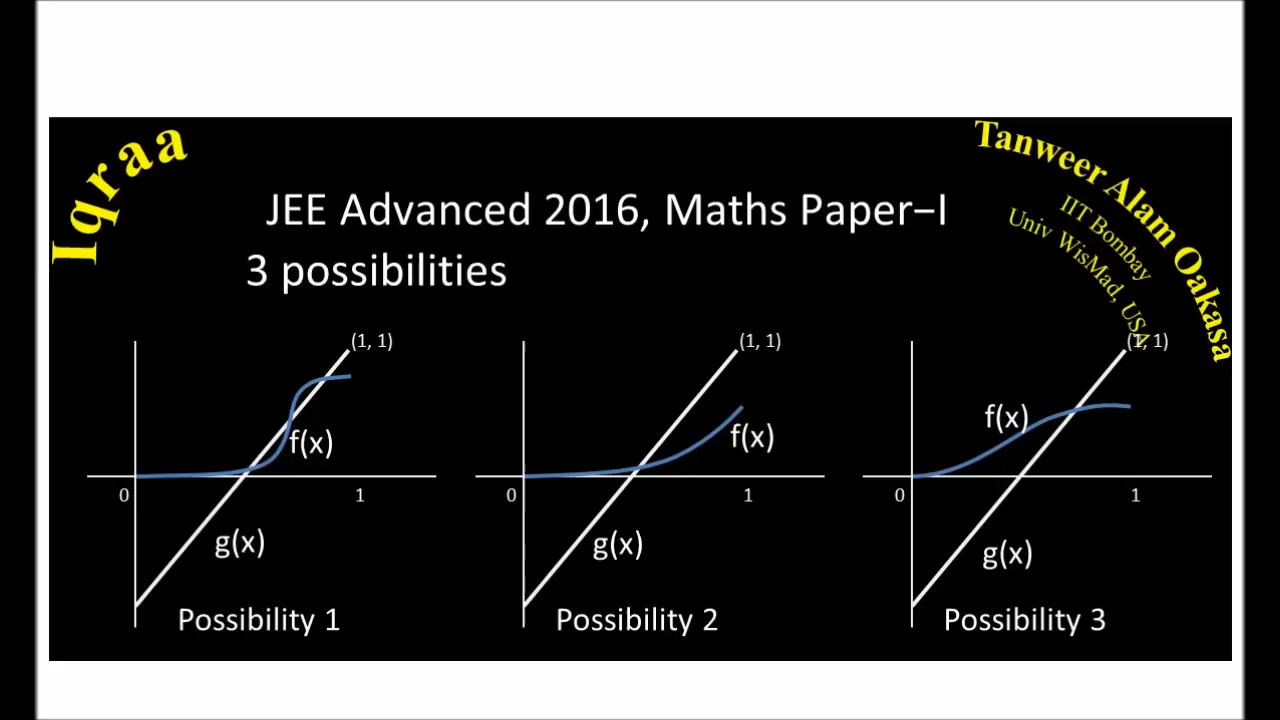 Iqraa
Tanweer Alam Oakasa
IIT Bombay
Univ WisMad, USA
JEE Advanced 2016, Maths Paper–I
3 possibilities
(1, 1)
f(x)
0
1
g(x)
Possibility 1
(1, 1)
f(x)
0
1
g(x)
Possibility 2
(1, 1)
f(x)
0
1
g(x)
Possibility 3